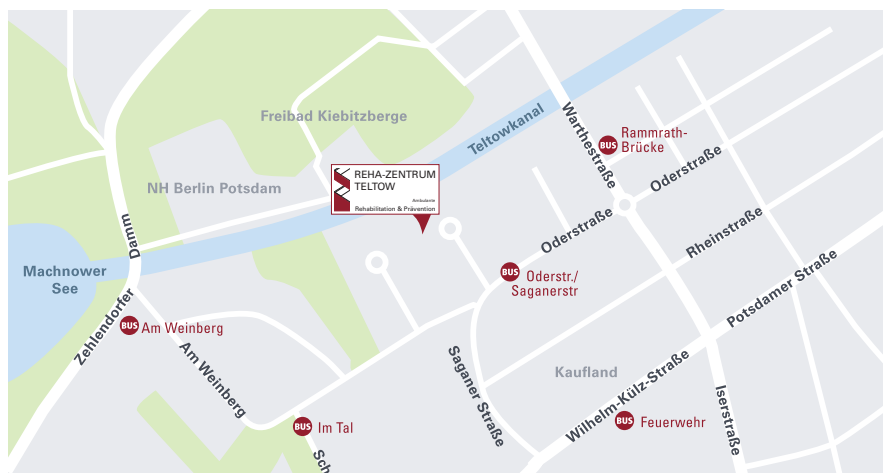 Freibad Kiebitzberge
Teltowkanal
Warthestraße
BUS
Rammrath-
Brücke
Oderstraße
NH Berlin Potsdam
REHA-ZENTRUM
TELTOW
Ambulante
Rehabilitation & Prävention
Oderstraße
Rheinstraße
Potsdamer Straße
Zehlendorfer Damm
Machnower
See
BUS
Oderstr./
Saganerstr
BUS
Am Weinberg
Am Weinberg
Saganer Straße
Kaufland
Wilhelm-Külz-Straße
Iserstraße
BUS
Im Tal
BUS
Feuerwehr
Sch